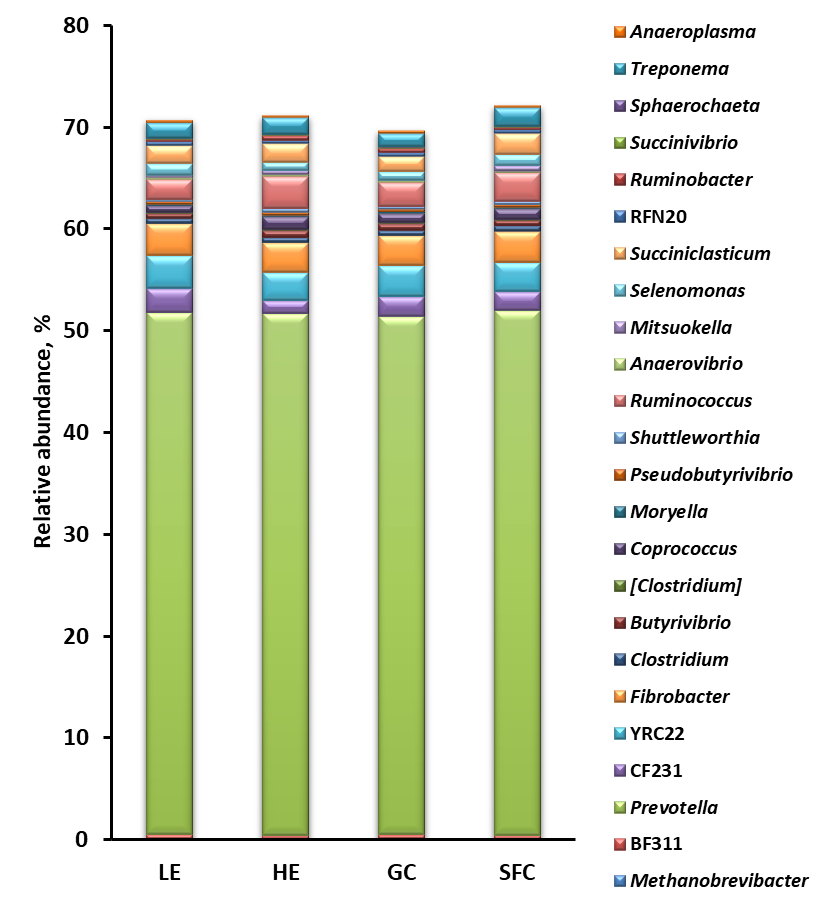 80
70
60
50
40
30
20
10
0
Relative abundance, %
LE
HE
GC
SFC
Anaeroplasma
Treponema
Sphaerochaeta
Succinivibrio
Ruminobacter
RFN20
Succiniclasticum
Selenomonas
Mitsuokella
Anaerovibrio
Ruminococcus
Shuttleworthia
Pseudobutyrivibrio
Moryella
Coprococcus
[Clostridium]
Butyrivibrio
Clostridium
Fibrobacter
YRC22
CF231
Prevotella
BF311
Methanobrevibacter